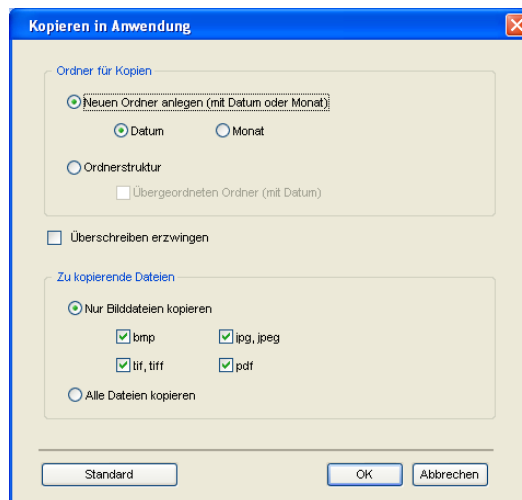 Kopieren in Anwendung
Ordner für Kopien
Neuen Ordner anlegen (mit Datum oder Monat)
Datum Monat
Ordnerstruktur
Übergeordneten Ordner (mit Datum)
Überschreiben erzwingen
Zu kopierende Dateien
Nur Bilddateien kopieren
bmp jpg, jpeg
tif, tiff pdf
Alle Dateien kopieren
Standard OK Abbrechen